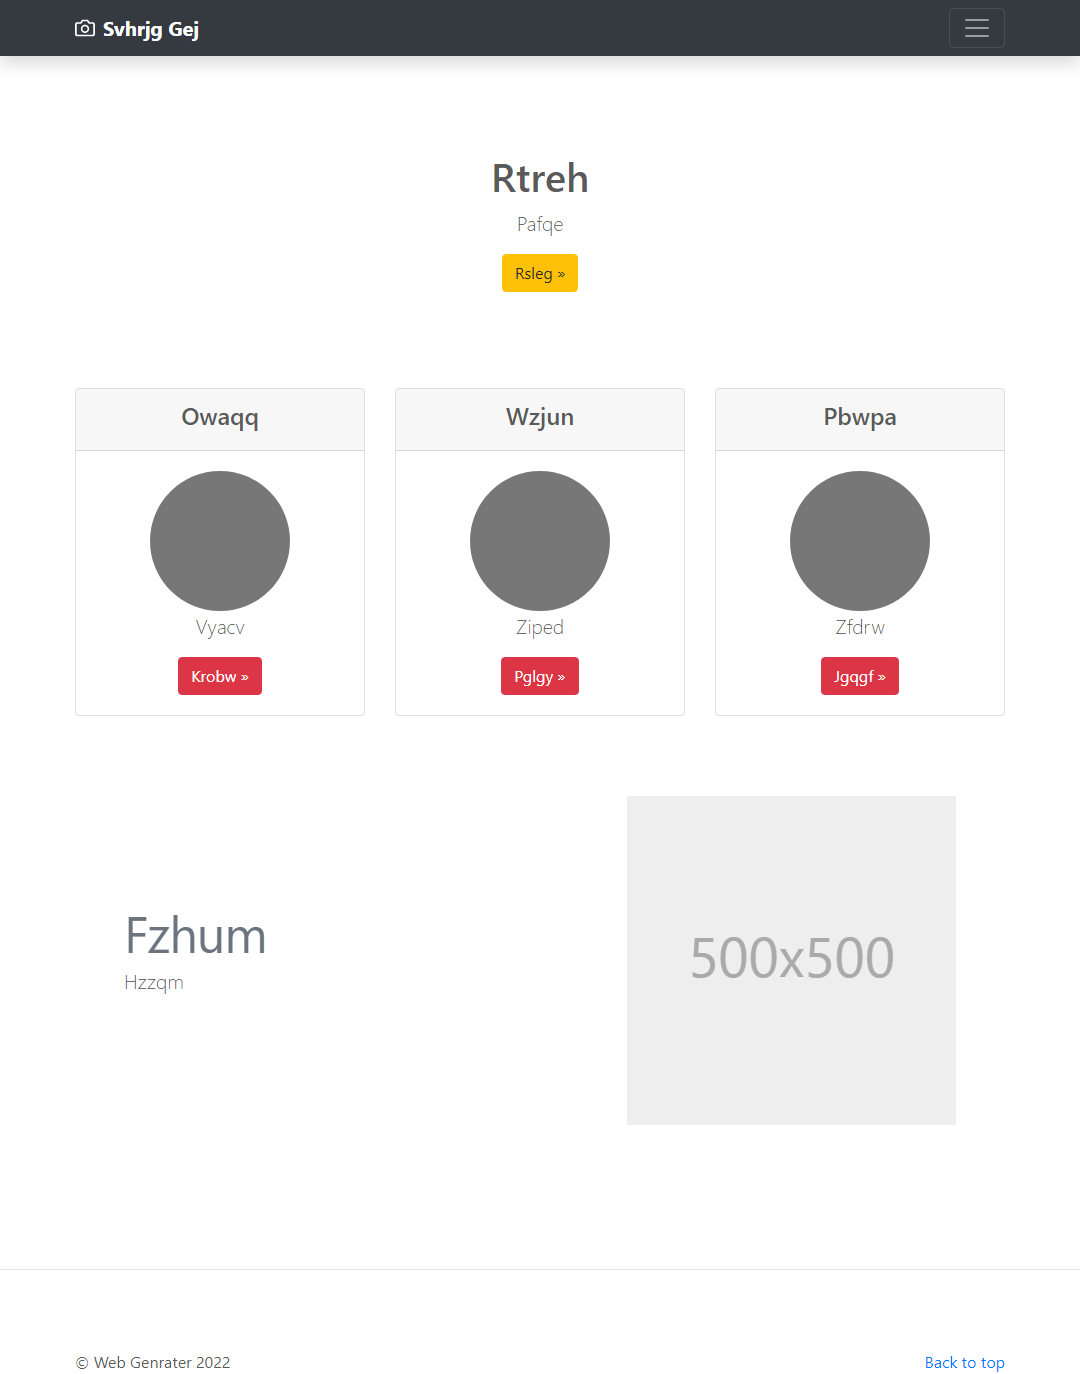 Svhrjg Gej
Rtreh
Pafqe
Rsleg »
Owaqq
Wzjun
Pbwpa
Vyacv
Ziped
Zfdrw
Krobw »
Pglgy »
Jgqgf »
Fzhum
Hzzqm
500x500
© Web Genrater 2022
Back to top